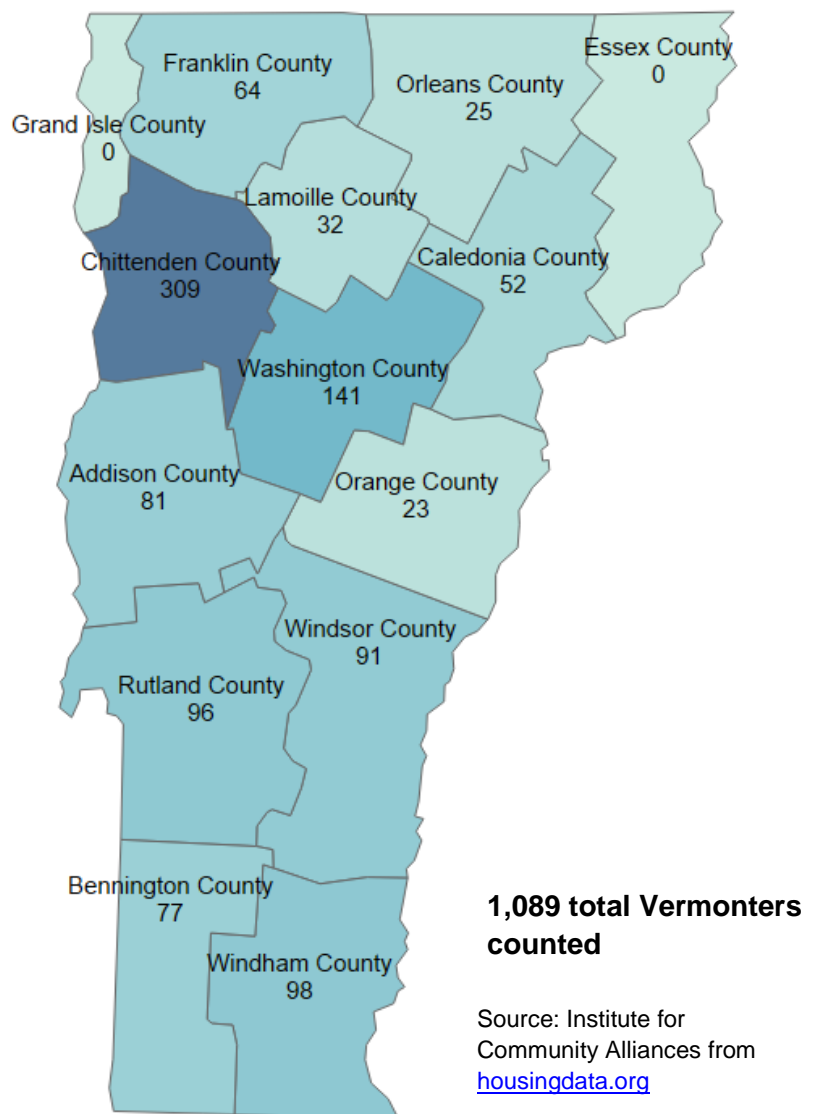 Essex County
0
Franklin County
64
Orleans County
25
Grand Isle County
0
Lamoille County
32
Chittenden County
309
Caledonia County
52
Washington County
141
Addison County
81
Orange County
23
Windsor County
91
Rutland County
96
Bennington County
77
Windham County
98
1,089 total Vermonters
counted
Source: Institute for
Community Alliances from
housingdata.org